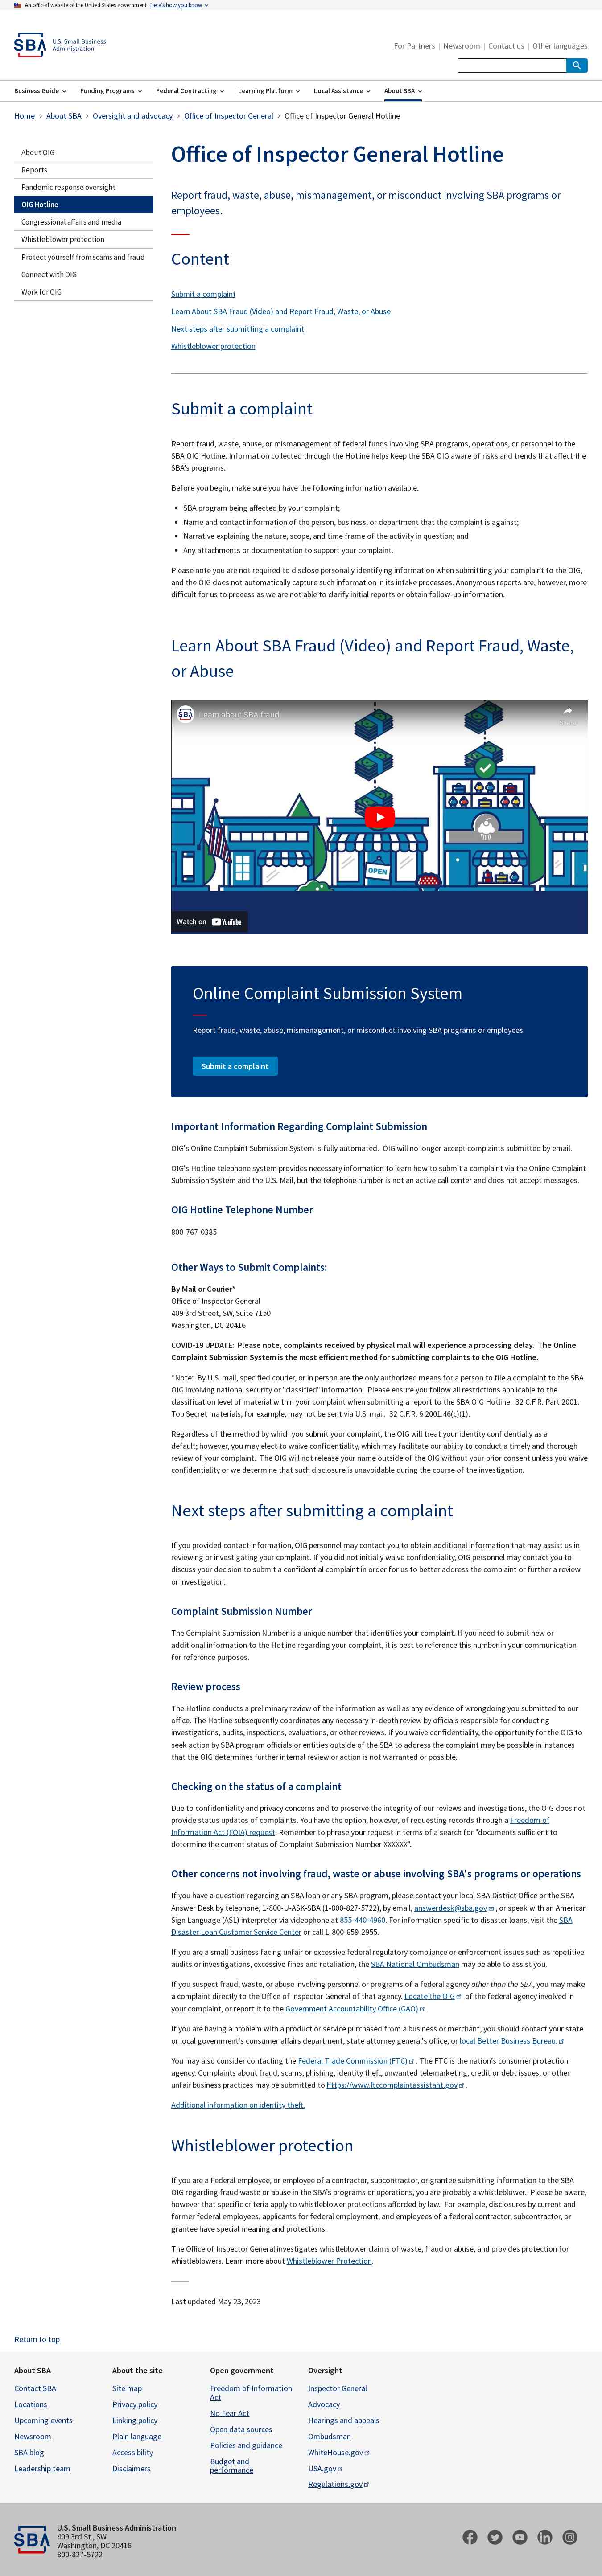 An official website of the United States government Here's how you know
SBA U.S. Small Business Administration
For Partners | Newsroom | Contact us | Other languages
Business Guide Funding Programs Federal Contracting Learning Platform Local Assistance About SBA
Home > About SBA > Oversight and advocacy > Office of Inspector General > Office of Inspector General Hotline
About OIG
Reports
Pandemic response oversight
OIG Hotline
Congressional affairs and media
Whistleblower protection
Protect yourself from scams and fraud
Connect with OIG
Work for OIG
Office of Inspector General Hotline
Report fraud, waste, abuse, mismanagement, or misconduct involving SBA programs or
employees.
Content
Submit a complaint
Learn About SBA Fraud (Video) and Report Fraud, Waste, or Abuse
Next steps after submitting a complaint
Whistleblower protection
Submit a complaint
Report fraud, waste, abuse, or mismanagement of federal funds involving SBA programs, operations, or personnel to the
SBA OIG Hotline. Information collected through the Hotline helps keep the SBA OIG aware of risks and trends that affect the
SBA's programs.
Before you begin, make sure you have the following information available:
• SBA program being affected by your complaint;
• Name and contact information of the person, business, or department that the complaint is against;
• Narrative explaining the nature, scope, and time frame of the activity in question; and
• Any attachments or documentation to support your complaint.
Please note you are not required to disclose personally identifying information when submitting your complaint to the OIG,
and the OIG does not automatically capture such information in its intake processes. Anonymous reports are, however, more
difficult for us to process as we are not able to clarify initial reports or obtain follow-up information.
Learn About SBA Fraud (Video) and Report Fraud, Waste,
or Abuse
SBA Learn about SBA fraud
OPEN
Watch on YouTube
Online Complaint Submission System
Report fraud, waste, abuse, mismanagement, or misconduct involving SBA programs or employees.
Submit a complaint
Important Information Regarding Complaint Submission
OIG's Online Complaint Submission System is fully automated.  OIG will no longer accept complaints submitted by email.
OIG's Hotline telephone system provides necessary information to learn how to submit a complaint via the Online Complaint
Submission System and the U.S. Mail, but the telephone number is not an active call center and does not accept messages.
OIG Hotline Telephone Number
800-767-0385
Other Ways to Submit Complaints:
By Mail or Courier*
Office of Inspector General
409 3rd Street, SW, Suite 7150
Washington, DC 20416
COVID-19 UPDATE:  Please note, complaints received by physical mail will experience a processing delay.  The Online
Complaint Submission System is the most efficient method for submitting complaints to the OIG Hotline.
*Note:  By U.S. mail, specified courier, or in person are the only authorized means for a person to file a complaint to the SBA
OIG involving national security or "classified" information.  Please ensure you follow all restrictions applicable to the
classification level of material within your complaint when submitting a report to the SBA OIG Hotline.  32 C.F.R. Part 2001.
Top Secret materials, for example, may not be sent via U.S. mail.  32 C.F.R. § 2001.46(c)(1).
Regardless of the method by which you sumbit your complaint, the OIG will treat your identity confidentially as a
default; however, you may elect to waive confidentiality, which may facilitate our ability to conduct a timely and thorough
review of your complaint.  The OIG will not release your name outside of the OIG without your prior consent unless you waive
confidentiality or we determine that such disclosure is unavoidable during the course of the investigation.
Next steps after submitting a complaint
If you provided contact information, OIG personnel may contact you to obtain additional information that may assist us in
reviewing or investigating your complaint. If you did not initially waive confidentiality, OIG personnel may contact you to
discuss your decision to submit a confidential complaint in order for us to better address the complaint or further a review
or investigation.
Complaint Submission Number
The Complaint Submission Number is a unique number that identifies your complaint. If you need to submit new or
additional information to the Hotline regarding your complaint, it is best to reference this number in your communication
for reference purposes.
Review process
The Hotline conducts a preliminary review of the information as well as any evidence of wrongdoing you submitted to our
office. The Hotline subsequently coordinates any necessary in-depth review by officials responsible for conducting
investigations, audits, inspections, evaluations, or other reviews. If you waive confidentiality, the opportunity for the OIG to
seek action by SBA program officials or entities outside of the SBA to address the complaint may be possible in instances
that the OIG determines further internal review or action is not warranted or possible.
Checking on the status of a complaint
Due to confidentiality and privacy concerns and to preserve the integrity of our reviews and investigations, the OIG does not
provide status updates of complaints. You have the option, however, of requesting records through a Freedom of
Information Act (FOIA) request. Remember to phrase your request in terms of a search for "documents sufficient to
determine the current status of Complaint Submission Number XXXXXX".
Other concerns not involving fraud, waste or abuse involving SBA's programs or operations
If you have a question regarding an SBA loan or any SBA program, please contact your local SBA District Office or the SBA
Answer Desk by telephone, 1-800-U-ASK-SBA (1-800-827-5722), by email, answerdesk@sba.gov, or speak with an American
Sign Language (ASL) interpreter via videophone at 855-440-4960. For information specific to disaster loans, visit the SBA
Disaster Loan Customer Service Center or call 1-800-659-2955.
If you are a small business facing unfair or excessive federal regulatory compliance or enforcement issues such as repetitive
audits or investigations, excessive fines and retaliation, the SBA National Ombudsman may be able to assist you.
If you suspect fraud, waste, or abuse involving personnel or programs of a federal agency other than the SBA, you may make
a complaint directly to the Office of Inspector General of that agency. Locate the OIG of the federal agency involved in
your complaint, or report it to the Government Accountability Office (GAO) .
If you are having a problem with a product or service purchased from a business or merchant, you should contact your state
or local government's consumer affairs department, state attorney general's office, or local Better Business Bureau.
You may also consider contacting the Federal Trade Commission (FTC) . The FTC is the nation's consumer protection
agency. Complaints about fraud, scams, phishing, identity theft, unwanted telemarketing, credit or debt issues, or other
unfair business practices may be submitted to https://www.ftccomplaintassistant.gov .
Additional information on identity theft.
Whistleblower protection
If you are a Federal employee, or employee of a contractor, subcontractor, or grantee submitting information to the SBA
OIG regarding fraud waste or abuse in the SBA's programs or operations, you are probably a whistleblower.  Please be aware,
however that specific criteria apply to whistleblower protections afforded by law.  For example, disclosures by current and
former federal employees, applicants for federal employment, and employees of a federal contractor, subcontractor, or
grantee have special meaning and protections.
The Office of Inspector General investigates whistleblower claims of waste, fraud or abuse, and provides protection for
whistleblowers. Learn more about Whistleblower Protection.
Last updated May 23, 2023
Return to top
About SBA
Contact SBA
Locations
Upcoming events
Newsroom
SBA blog
Leadership team
About the site
Site map
Privacy policy
Linking policy
Plain language
Accessibility
Disclaimers
Open government
Freedom of Information
Act
No Fear Act
Open data sources
Policies and guidance
Budget and
performance
Oversight
Inspector General
Advocacy
Hearings and appeals
Ombudsman
WhiteHouse.gov
USA.gov
Regulations.gov
SBA
U.S. Small Business Administration
409 3rd St., SW
Washington, DC 20416
800-827-5722